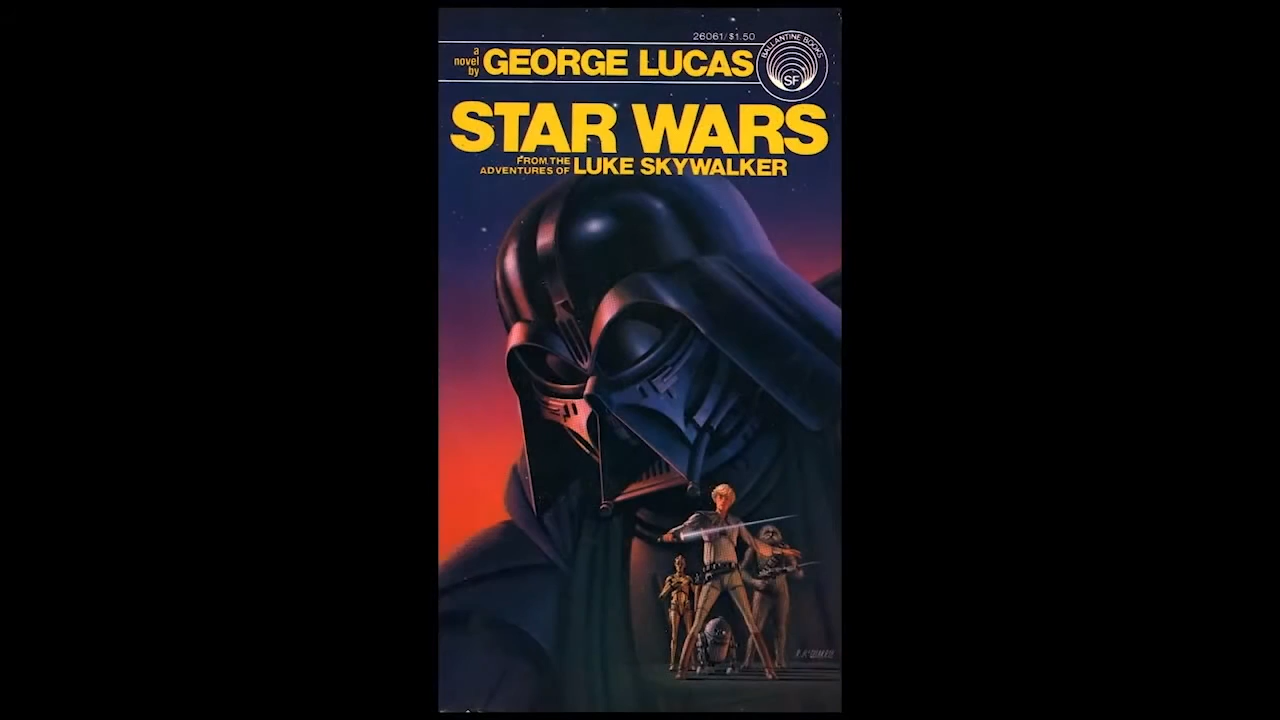 26061/$1.50
a
novel
by
GEORGE LUCAS
BALLANTINE BOOKS
SF
STAR WARS
FROM THE
ADVENTURES OF
LUKE SKYWALKER